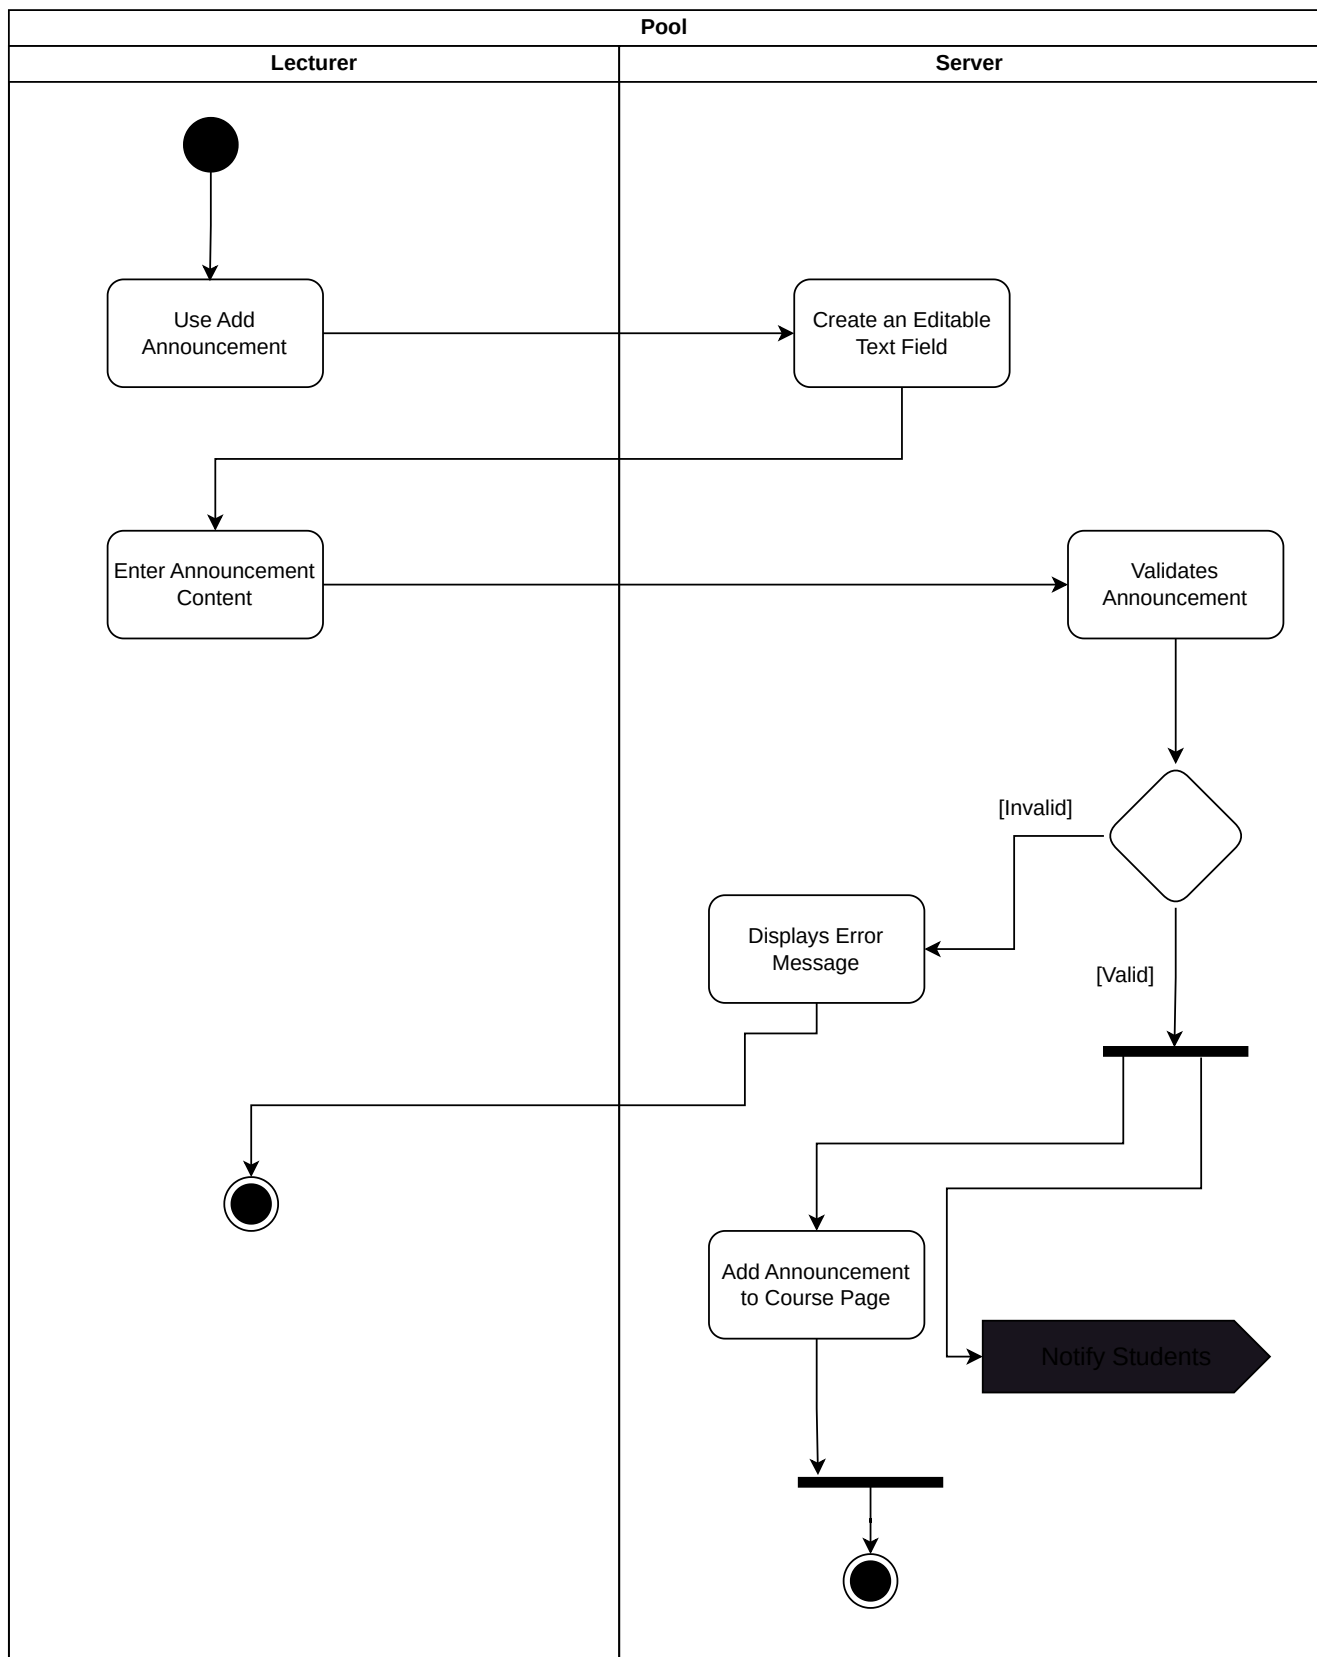 Pool
Lecturer
Server
Use Add
Announcement
Create an Editable
Text Field
Enter Announcement
Content
Validates
Announcement
[Invalid]
Displays Error
Message
[Valid]
Add Announcement
to Course Page
Notify Students